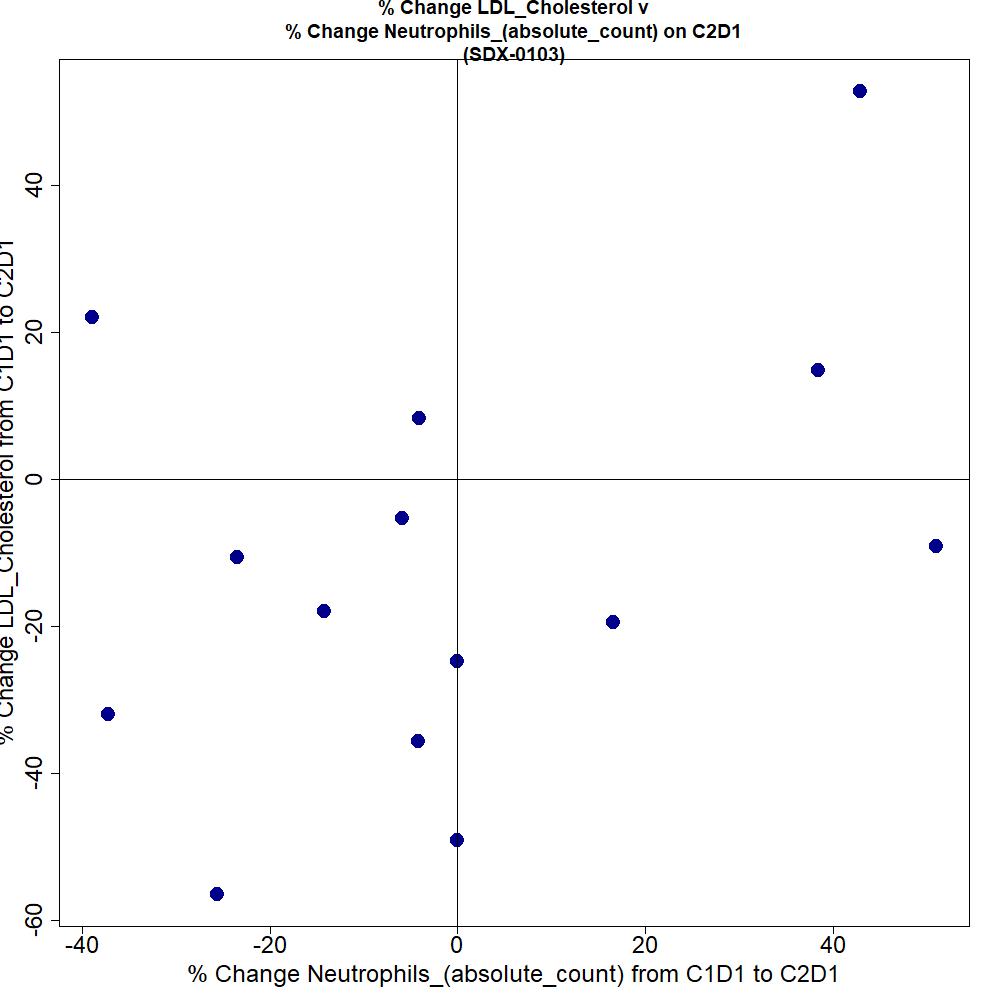 % Change LDL_Cholesterol v
% Change Neutrophils_(absolute_count) on C2D1
(SDX-0103)
% Change LDL_Cholesterol from C1D1 to C2D1
40
20
0
-20
-40
-60
-40
-20
0
20
40
% Change Neutrophils_(absolute_count) from C1D1 to C2D1